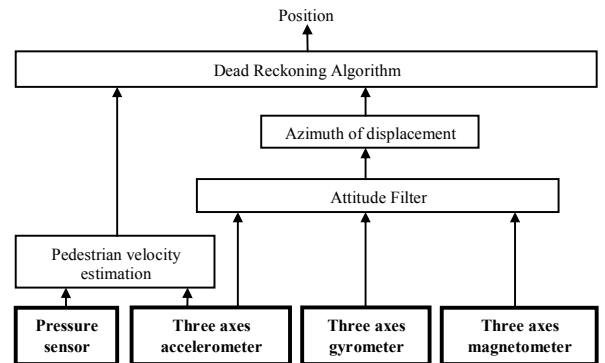 Position
Dead Reckoning Algorithm
Azimuth of displacement
Attitude Filter
Pedestrian velocity
estimation
Pressure
sensor
Three axes
accelerometer
Three axes
gyrometer
Three axes
magnetometer